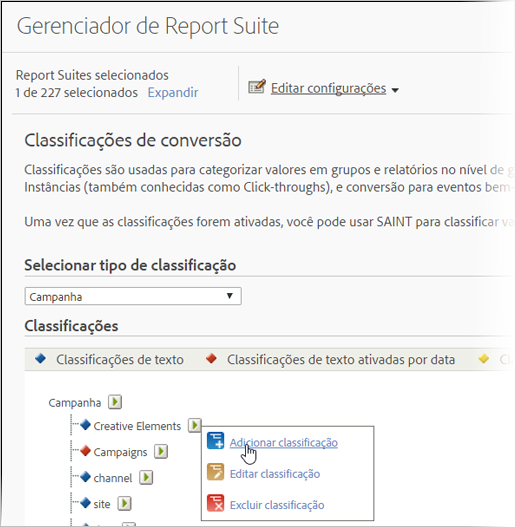 Gerenciador de Report Suite
Report Suites selecionados
1 de 227 selecionados Expandir
Editar configurações
Classificações de conversão
Classificações são usadas para categorizar valores em grupos e relatórios no nível de
Instâncias (também conhecidas como Click-throughs), e conversão para eventos
Uma vez que as classificações forem ativadas, você pode usar SAINT para classificar
Selecionar tipo de classificação
Campanha
Classificações
Classificações de texto Classificações de texto ativadas por data
Campanha
Creative Elements
Adicionar classificação
Campaigns
Editar classificação
channel
site
Excluir classificação